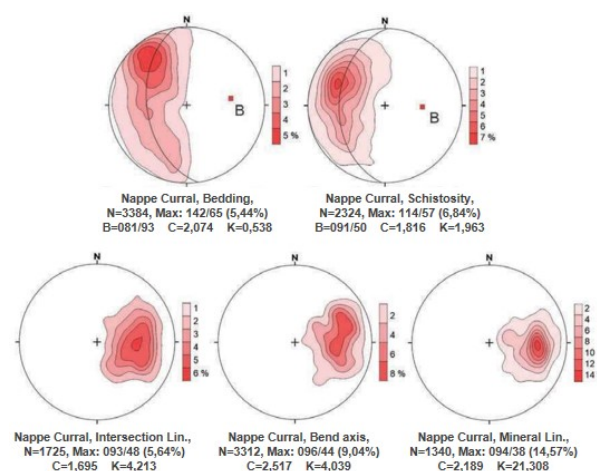 N
1
2
3
4
5 %
B
Nappe Curral, Bedding,
N=3384, Max: 142/65 (5,44%)
B=081/93 C=2,074 K=0,538
N
1
2
3
4
5
6
7 %
B
Nappe Curral, Schistosity,
N=2324, Max: 114/57 (6,84%)
B=091/50 C=1,816 K=1,963
N
1
2
3
4
5
6 %
Nappe Curral, Intersection Lin.,
N=1725, Max: 093/48 (5,64%)
C=1.695 K=4.213
N
2
4
6
8 %
Nappe Curral, Bend axis,
N=3312, Max: 096/44 (9,04%)
C=2.517 K=4.039
N
2
4
6
8
10
12
14
Nappe Curral, Mineral Lin.,
N=1340, Max: 094/38 (14,57%)
C=2.189 K=21,308